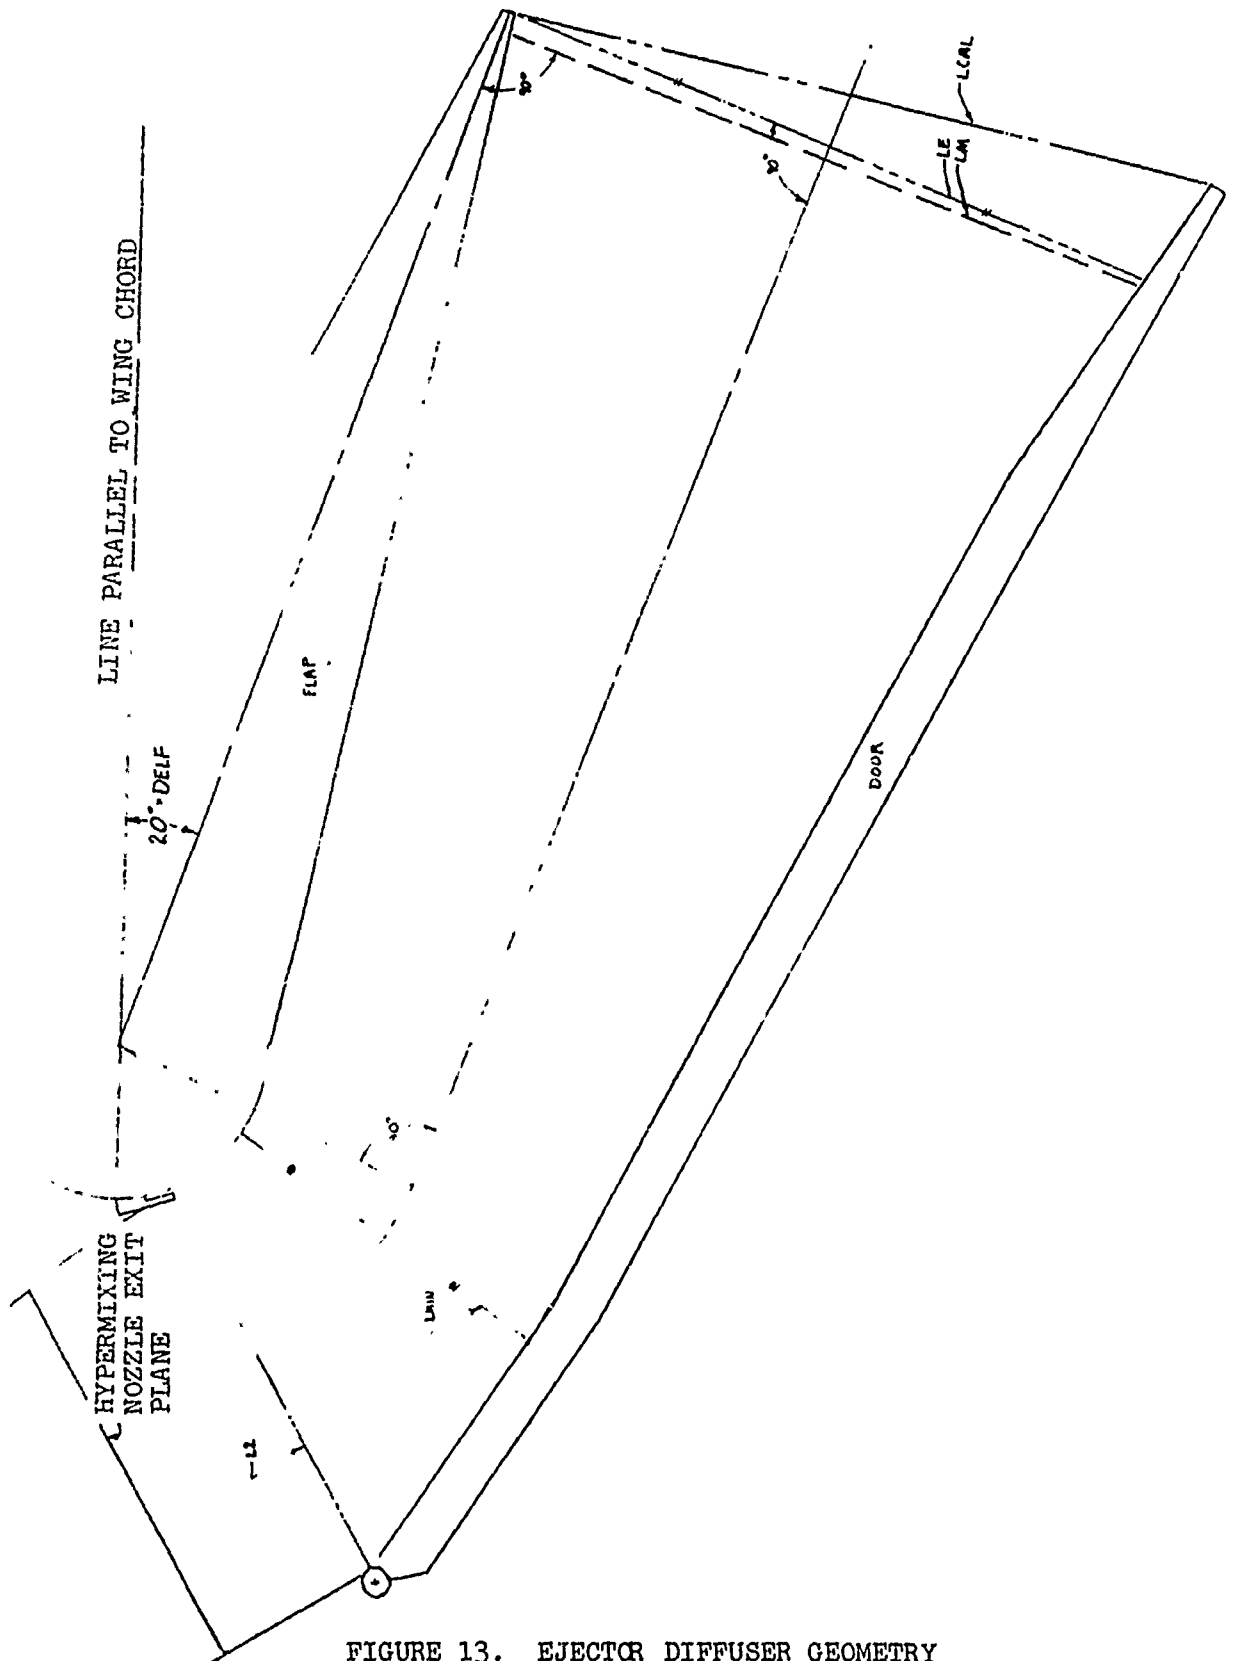 LINE PARALLEL TO WING CHORD
20°=DELF
FLAP
90°
90°
LCAL
LE
LM
DOOR
HYPERMIXING
NOZZLE EXIT
PLANE
L2
LMIN
FIGURE 13. EJECTOR DIFFUSER GEOMETRY